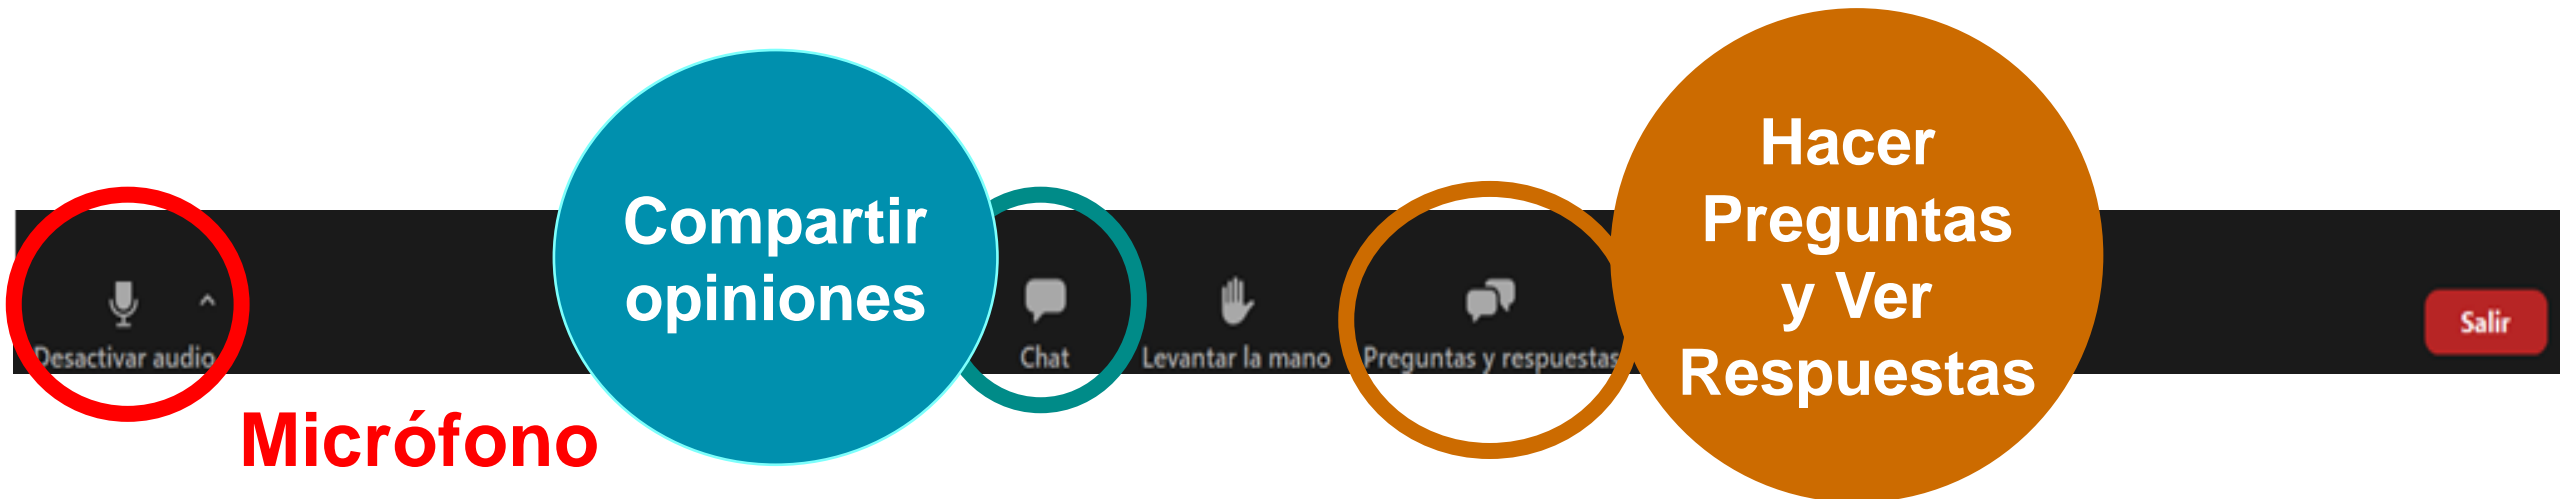 Compartir
opiniones
Hacer
Preguntas
y Ver
Respuestas
Desactivar audio
Chat
Levantar la mano
Preguntas y respuestas
Salir
Micrófono